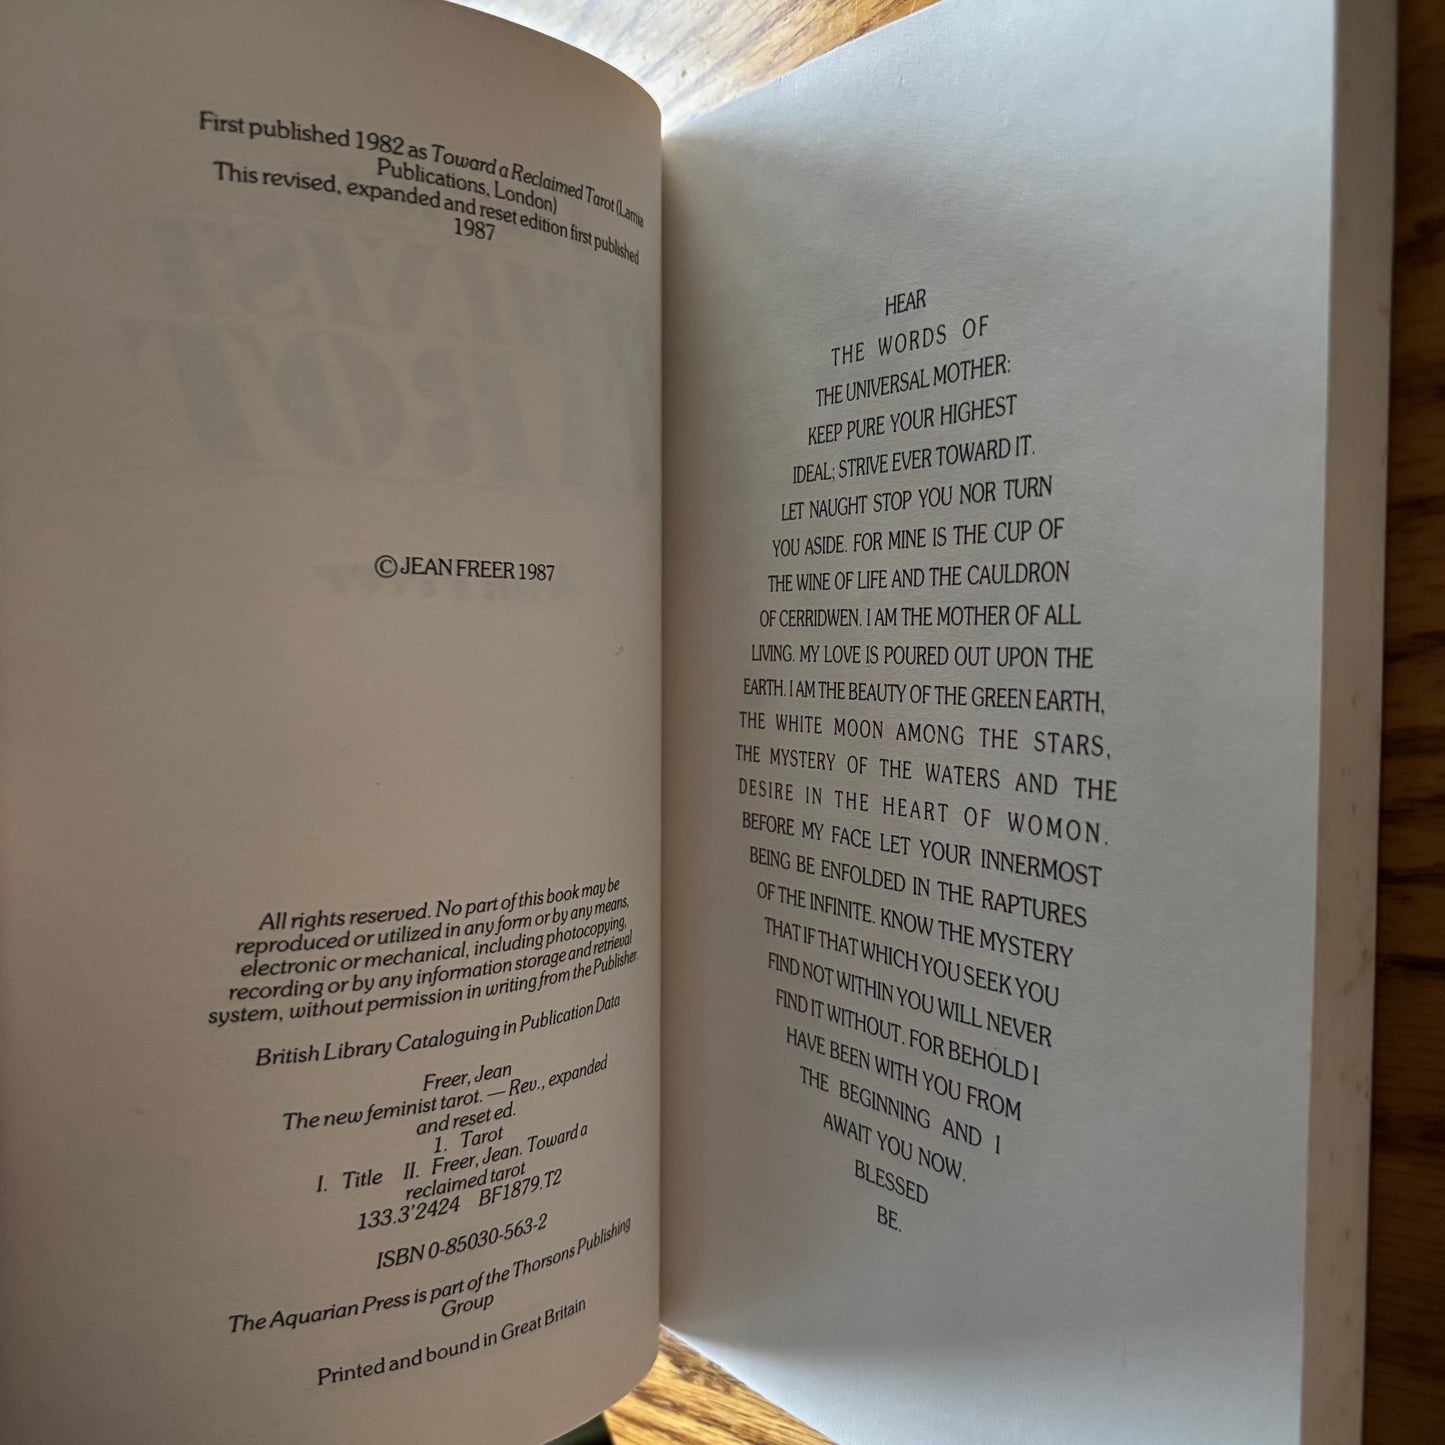 First published 1982 as Toward a Reclaimed Tarot (Lamia
Publications, London)
This revised, expanded and reset edition first published
1987
© JEAN FREER 1987
All rights reserved. No part of this book may be
reproduced or utilized in any form or by any means,
electronic or mechanical, including photocopying,
recording or by any information storage and retrieval
system, without permission in writing from the Publisher.
British Library Cataloguing in Publication Data
Freer, Jean
The new feminist tarot. — Rev., expanded
and reset ed.
1. Tarot
I. Title II. Freer, Jean. Toward a
reclaimed tarot
133.3'2424 BF1879.T2
ISBN 0-85030-563-2
The Aquarian Press is part of the Thorsons Publishing
Group
Printed and bound in Great Britain
HEAR
THE WORDS OF
THE UNIVERSAL MOTHER:
KEEP PURE YOUR HIGHEST
IDEAL; STRIVE EVER TOWARD IT.
LET NAUGHT STOP YOU NOR TURN
YOU ASIDE. FOR MINE IS THE CUP OF
THE WINE OF LIFE AND THE CAULDRON
OF CERRIDWEN. I AM THE MOTHER OF ALL
LIVING. MY LOVE IS POURED OUT UPON THE
EARTH. I AM THE BEAUTY OF THE GREEN EARTH,
THE WHITE MOON AMONG THE STARS,
THE MYSTERY OF THE WATERS AND THE
DESIRE IN THE HEART OF WOMON.
BEFORE MY FACE LET YOUR INNERMOST
BEING BE ENFOLDED IN THE RAPTURES
OF THE INFINITE. KNOW THE MYSTERY
THAT IF THAT WHICH YOU SEEK YOU
FIND NOT WITHIN YOU WILL NEVER
FIND IT WITHOUT. FOR BEHOLD I
HAVE BEEN WITH YOU FROM
THE BEGINNING AND I
AWAIT YOU NOW.
BLESSED
BE.